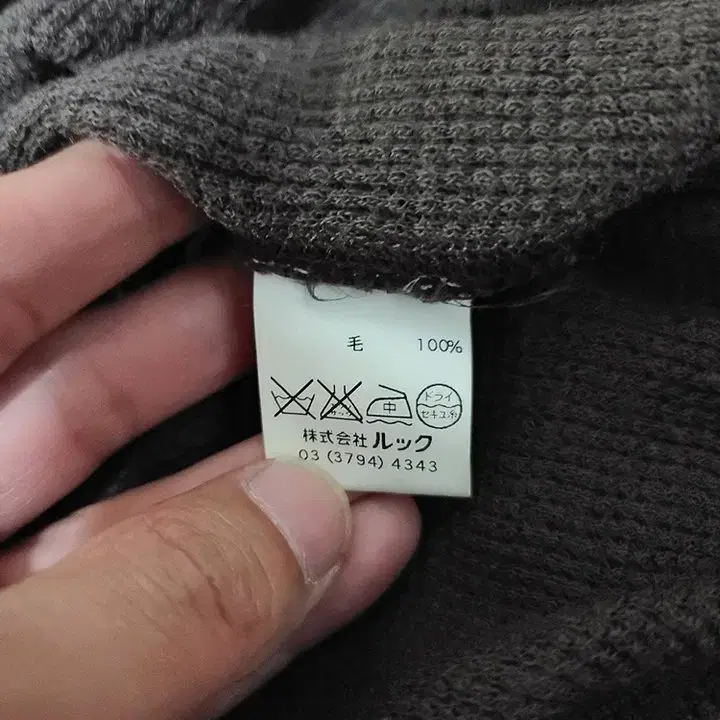 毛 100%
中 ドライ
セキユ系
株式会社 ルック
03 (3794) 4343